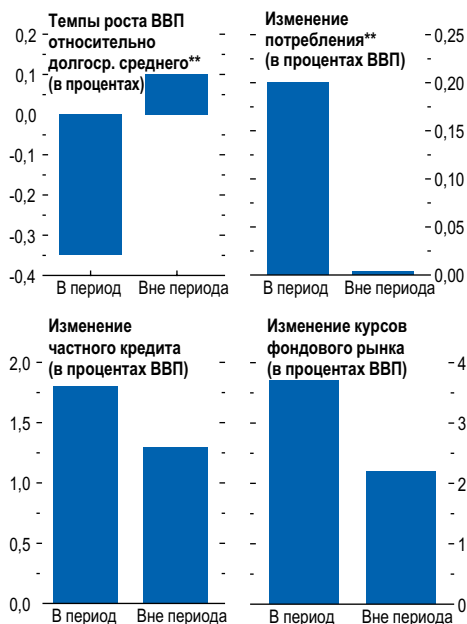 Темпы роста ВВП
относительно
долгоср. среднего**
(в процентах)
0,2
0,1
0,0
-0,1
-0,2
-0,3
-0,4
В период Вне периода
Изменение
потребления**
(в процентах ВВП)
0,25
0,20
0,15
0,10
0,05
0,00
В период Вне периода
Изменение
частного кредита
(в процентах ВВП)
2,0
1,5
1,0
0,5
0,0
В период Вне периода
Изменение курсов
фондового рынка
(в процентах ВВП)
4
3
2
1
0
В период Вне периода